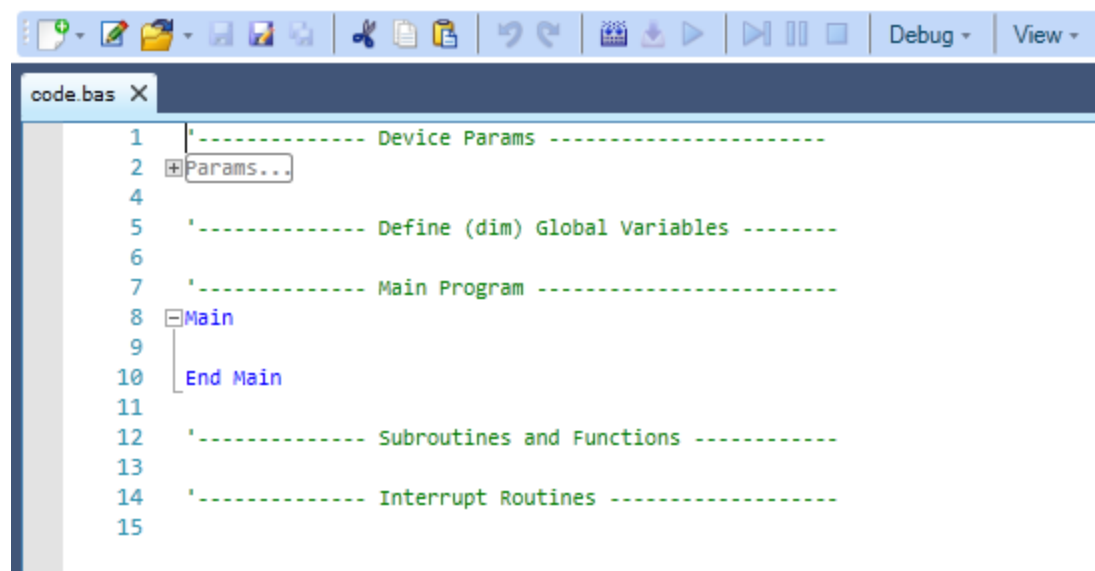 Debug View
code.bas
1 '-------------- Device Params -----------------------
2 Params...
4
5 '-------------- Define (dim) Global Variables --------
6
7 '-------------- Main Program -------------------------
8 Main
9
10 End Main
11
12 '-------------- Subroutines and Functions ------------
13
14 '-------------- Interrupt Routines -------------------
15